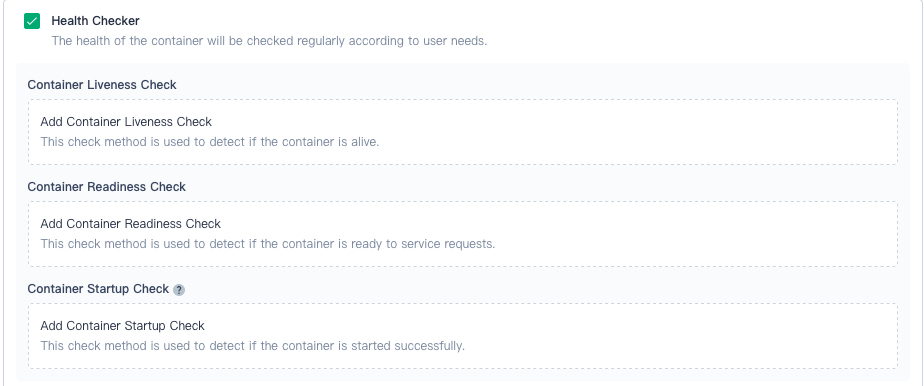 Health Checker
The health of the container will be checked regularly according to user needs.
Container Liveness Check
Add Container Liveness Check
This check method is used to detect if the container is alive.
Container Readiness Check
Add Container Readiness Check
This check method is used to detect if the container is ready to service requests.
Container Startup Check ?
Add Container Startup Check
This check method is used to detect if the container is started successfully.